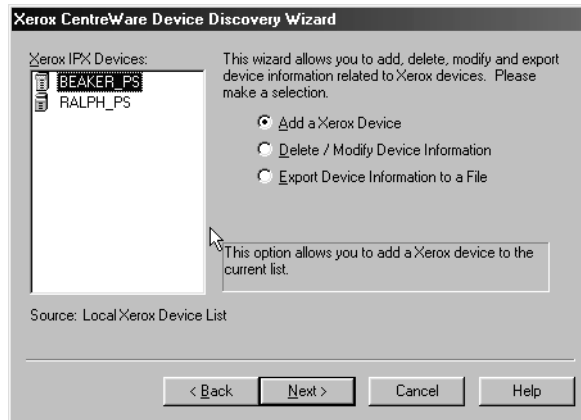 Xerox CentreWare Device Discovery Wizard
Xerox IPX Devices:
BEAKER_PS
RALPH_PS
This wizard allows you to add, delete, modify and export
device information related to Xerox devices. Please
make a selection.
Add a Xerox Device
Delete / Modify Device Information
Export Device Information to a File
This option allows you to add a Xerox device to the
current list.
Source: Local Xerox Device List
< Back
Next >
Cancel
Help